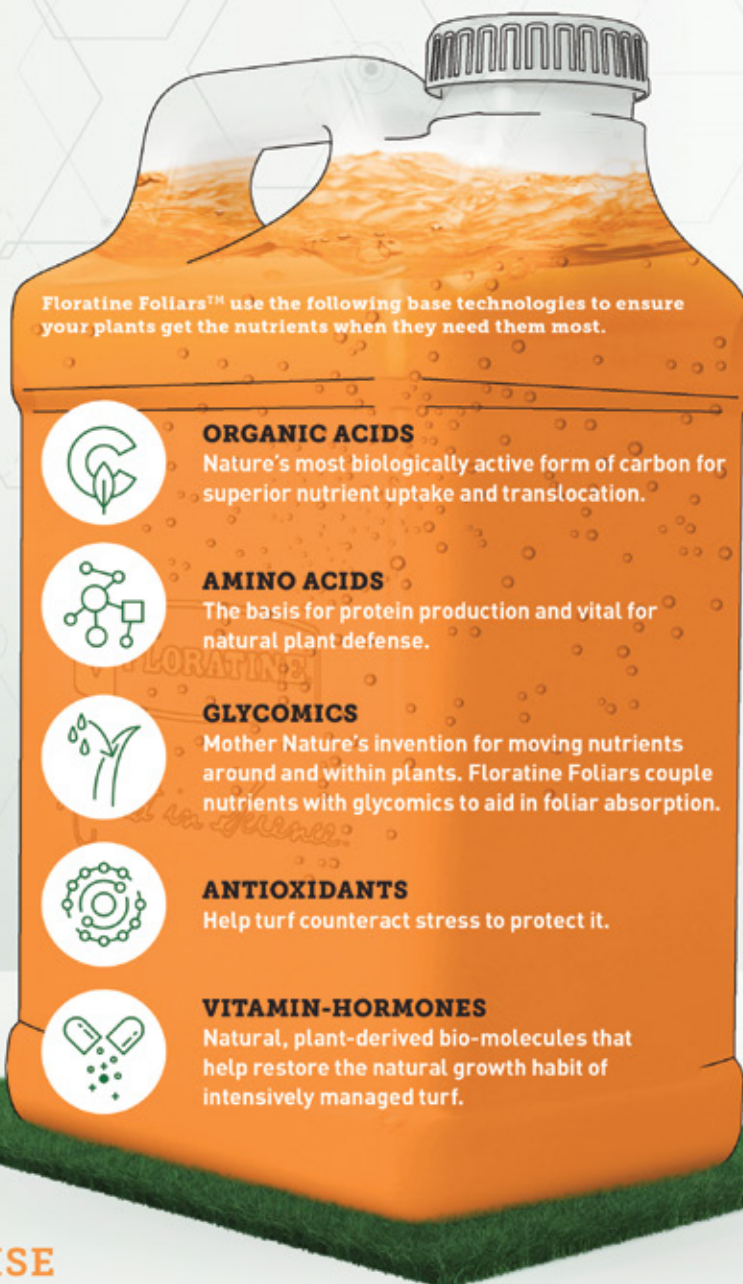 Floratine Foliars™ use the following base technologies to ensure
your plants get the nutrients when they need them most.
ORGANIC ACIDS
Nature's most biologically active form of carbon for
superior nutrient uptake and translocation.
AMINO ACIDS
The basis for protein production and vital for
natural plant defense.
FLORATINE
GLYCOMICS
Mother Nature's invention for moving nutrients
around and within plants. Floratine Foliars couple
nutrients with glycomics to aid in foliar absorption.
in Science.
ANTIOXIDANTS
Help turf counteract stress to protect it.
VITAMIN-HORMONES
Natural, plant-derived bio-molecules that
help restore the natural growth habit of
intensively managed turf.